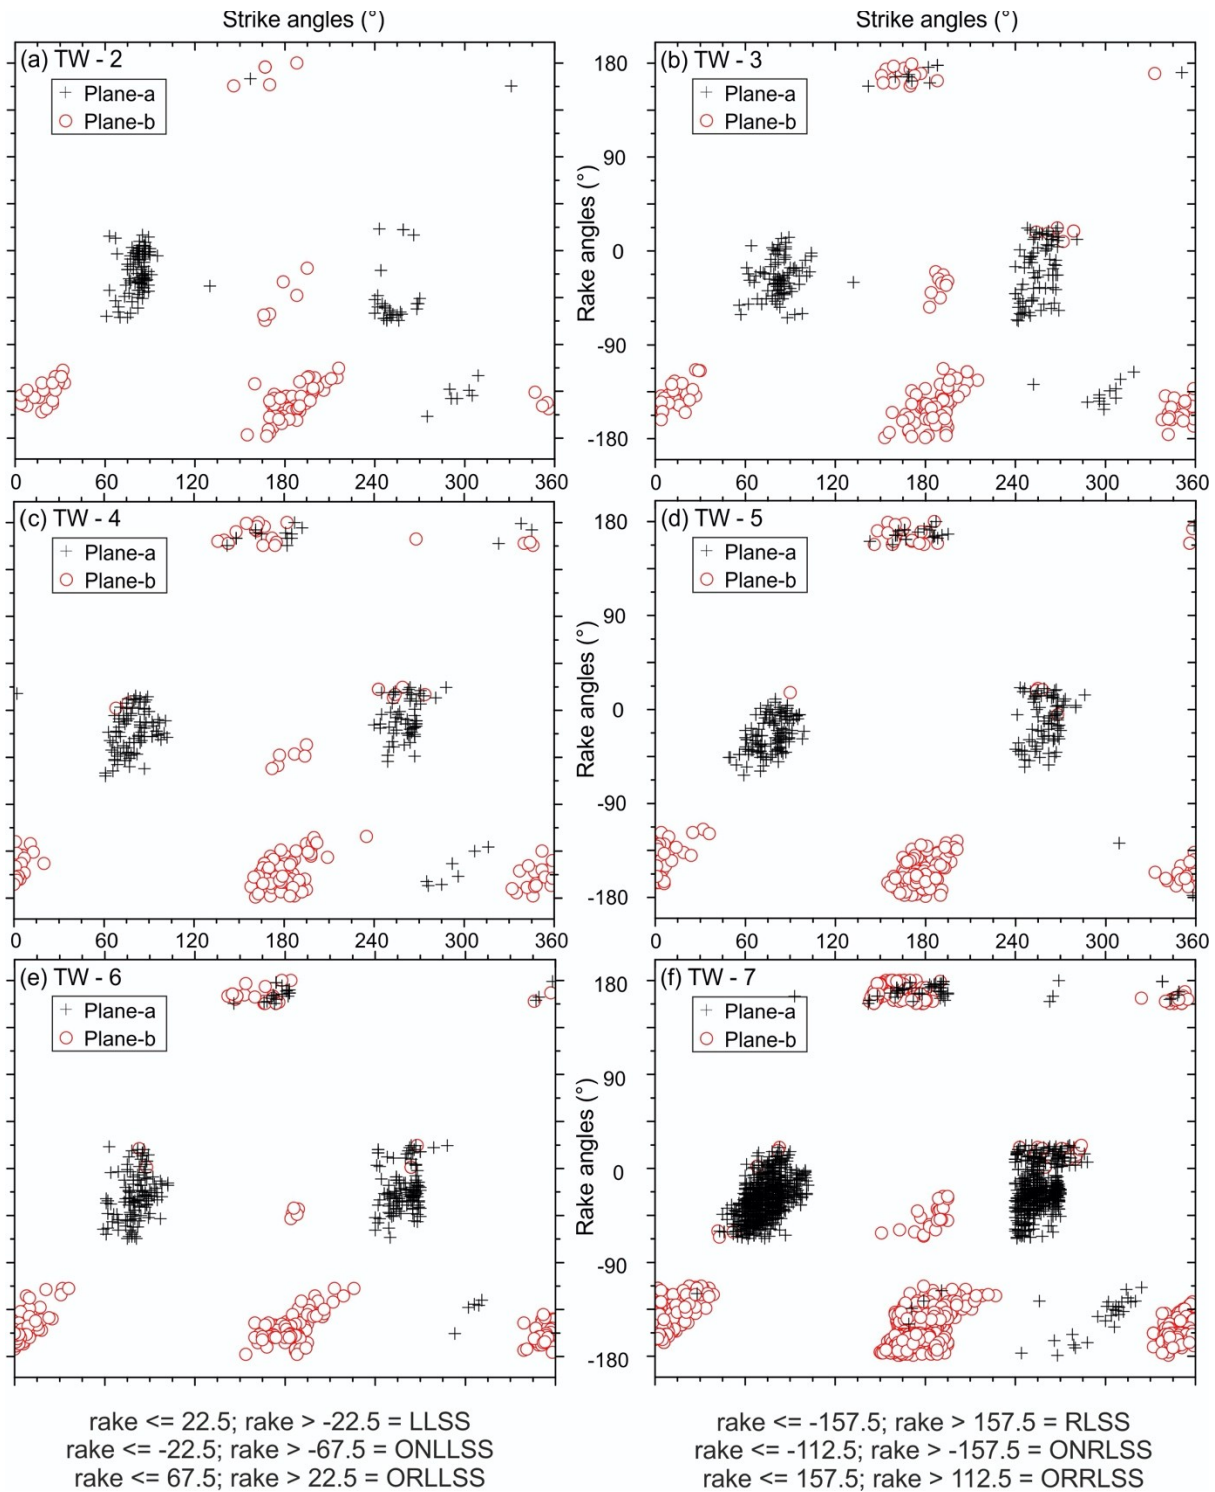 Strike angles (°)
Strike angles (°)
(a) TW - 2
Plane-a
Plane-b
(b) TW - 3
Plane-a
Plane-b
180
90
0
-90
-180
Rake angles (°)
0 60 120 180 240 300 360
0 60 120 180 240 300 360
(c) TW - 4
Plane-a
Plane-b
(d) TW - 5
Plane-a
Plane-b
180
90
0
-90
-180
Rake angles (°)
0 60 120 180 240 300 360
0 60 120 180 240 300 360
(e) TW - 6
Plane-a
Plane-b
(f) TW - 7
Plane-a
Plane-b
180
90
0
-90
-180
Rake angles (°)
rake <= 22.5; rake > -22.5 = LLSS
rake <= -22.5; rake > -67.5 = ONLLSS
rake <= 67.5; rake > 22.5 = ORLLSS
rake <= -157.5; rake > 157.5 = RLSS
rake <= -112.5; rake > -157.5 = ONRLSS
rake <= 157.5; rake > 112.5 = ORRLSS